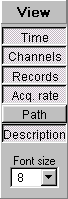 View
Time
Channels
Records
Acq. rate
Path
Description
Font size
8